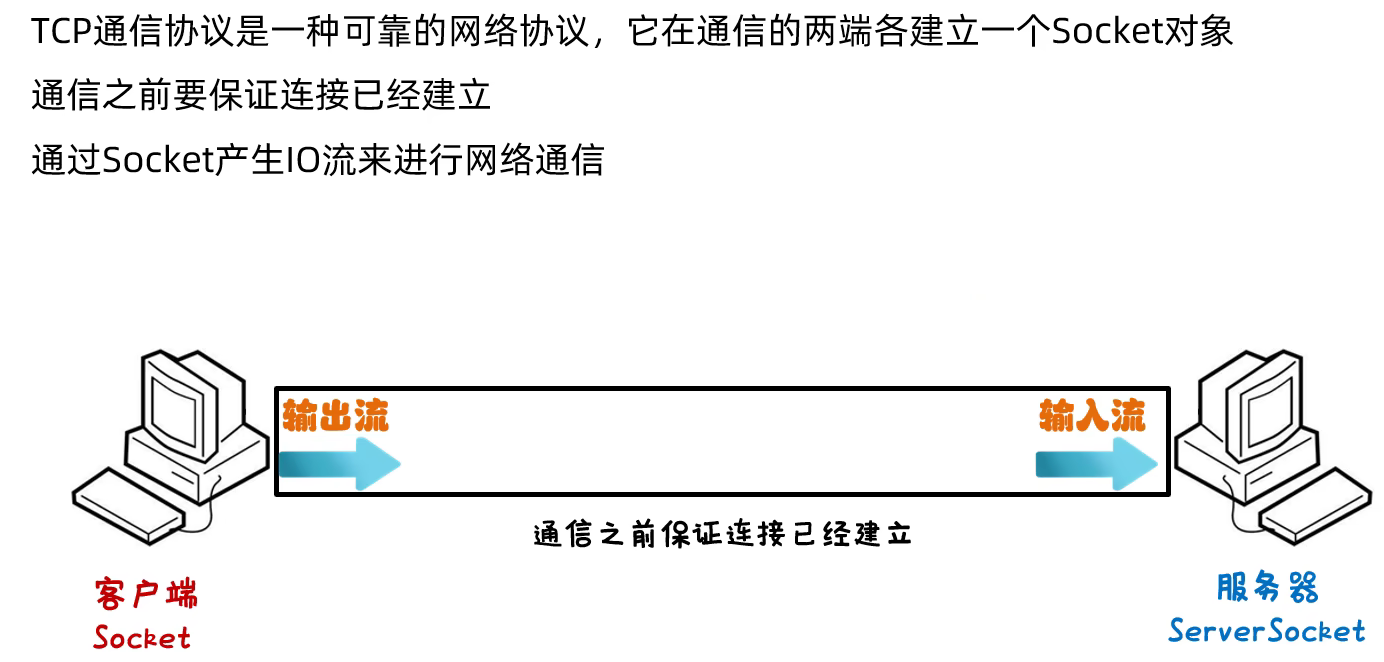 TCP通信协议是一种可靠的网络协议，它在通信的两端各建立一个Socket对象
通信之前要保证连接已经建立
通过Socket产生IO流来进行网络通信
输出流
输入流
通信之前保证连接已经建立
客户端
Socket
服务器
ServerSocket